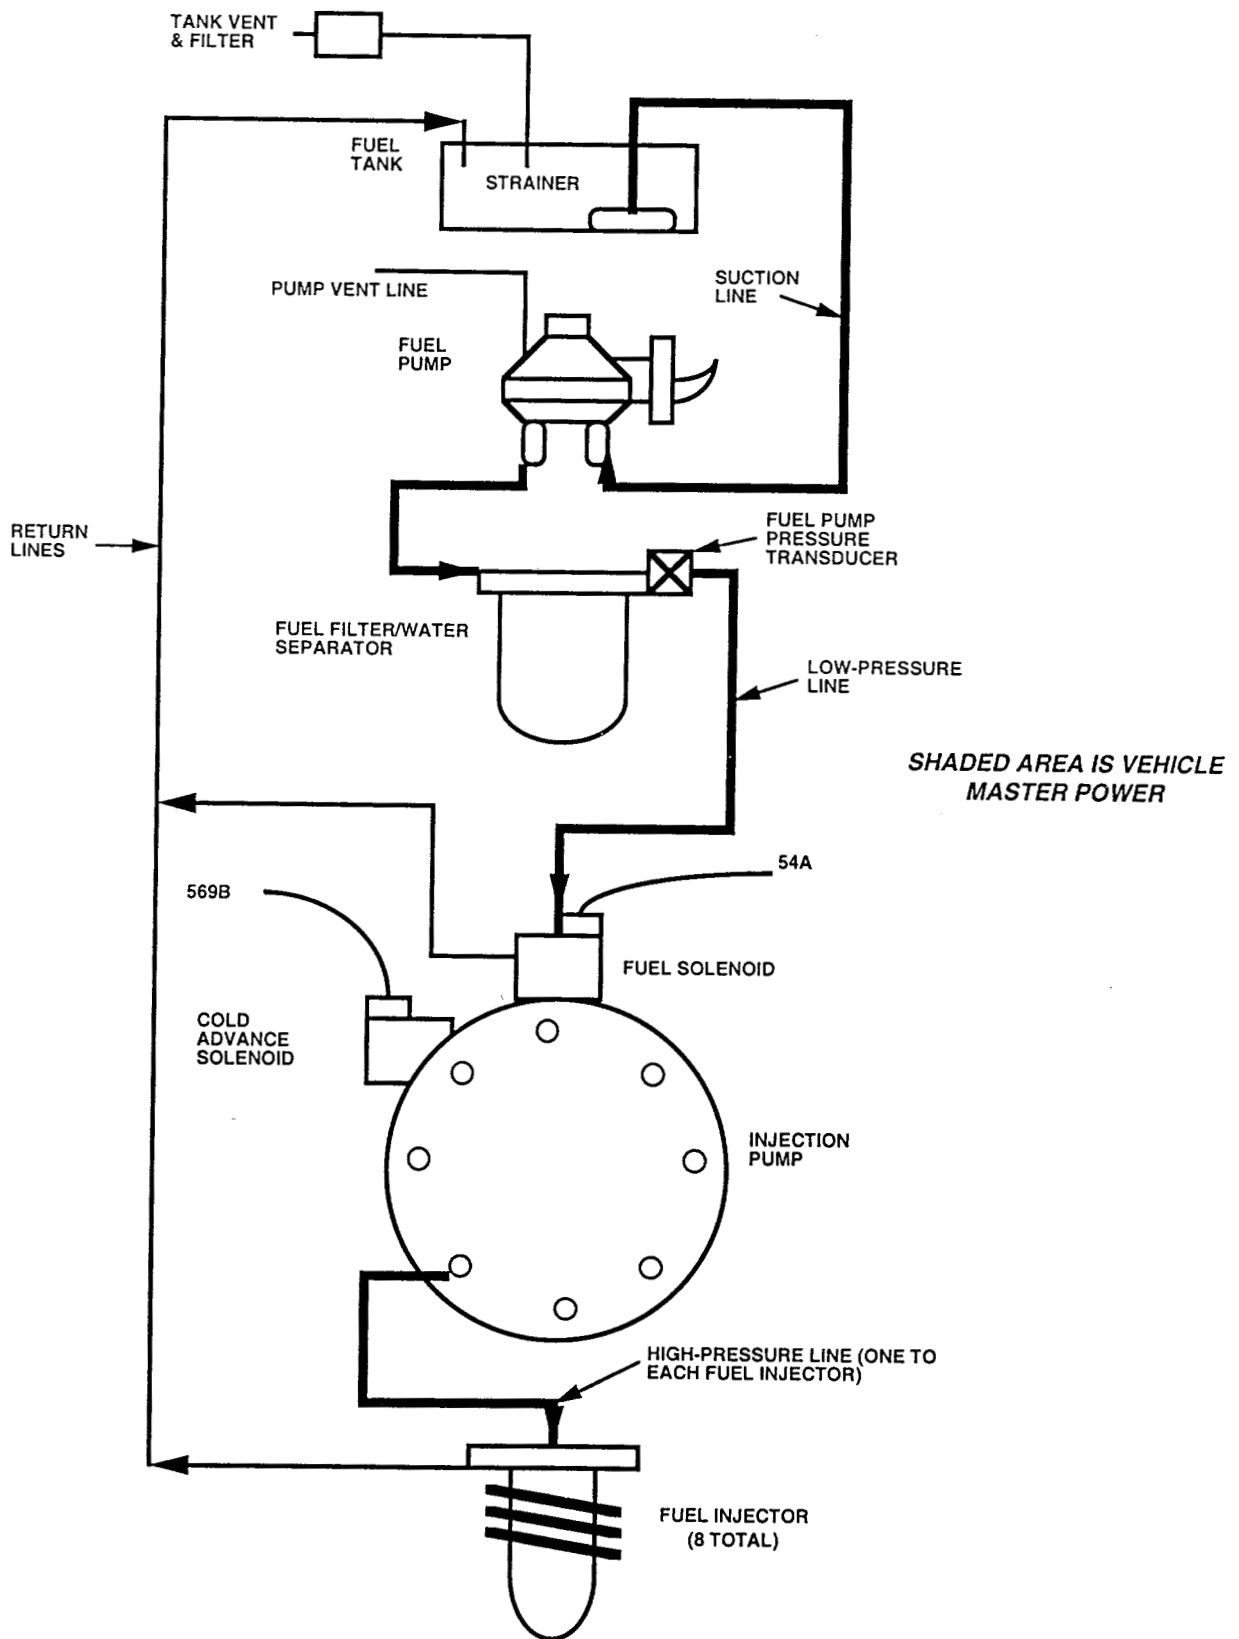 TANK VENT
& FILTER
FUEL
TANK
STRAINER
PUMP VENT LINE
SUCTION
LINE
FUEL
PUMP
RETURN
LINES
FUEL PUMP
PRESSURE
TRANSDUCER
FUEL FILTER/WATER
SEPARATOR
LOW-PRESSURE
LINE
SHADED AREA IS VEHICLE
MASTER POWER
54A
569B
FUEL SOLENOID
COLD
ADVANCE
SOLENOID
INJECTION
PUMP
HIGH-PRESSURE LINE (ONE TO
EACH FUEL INJECTOR)
FUEL INJECTOR
(8 TOTAL)